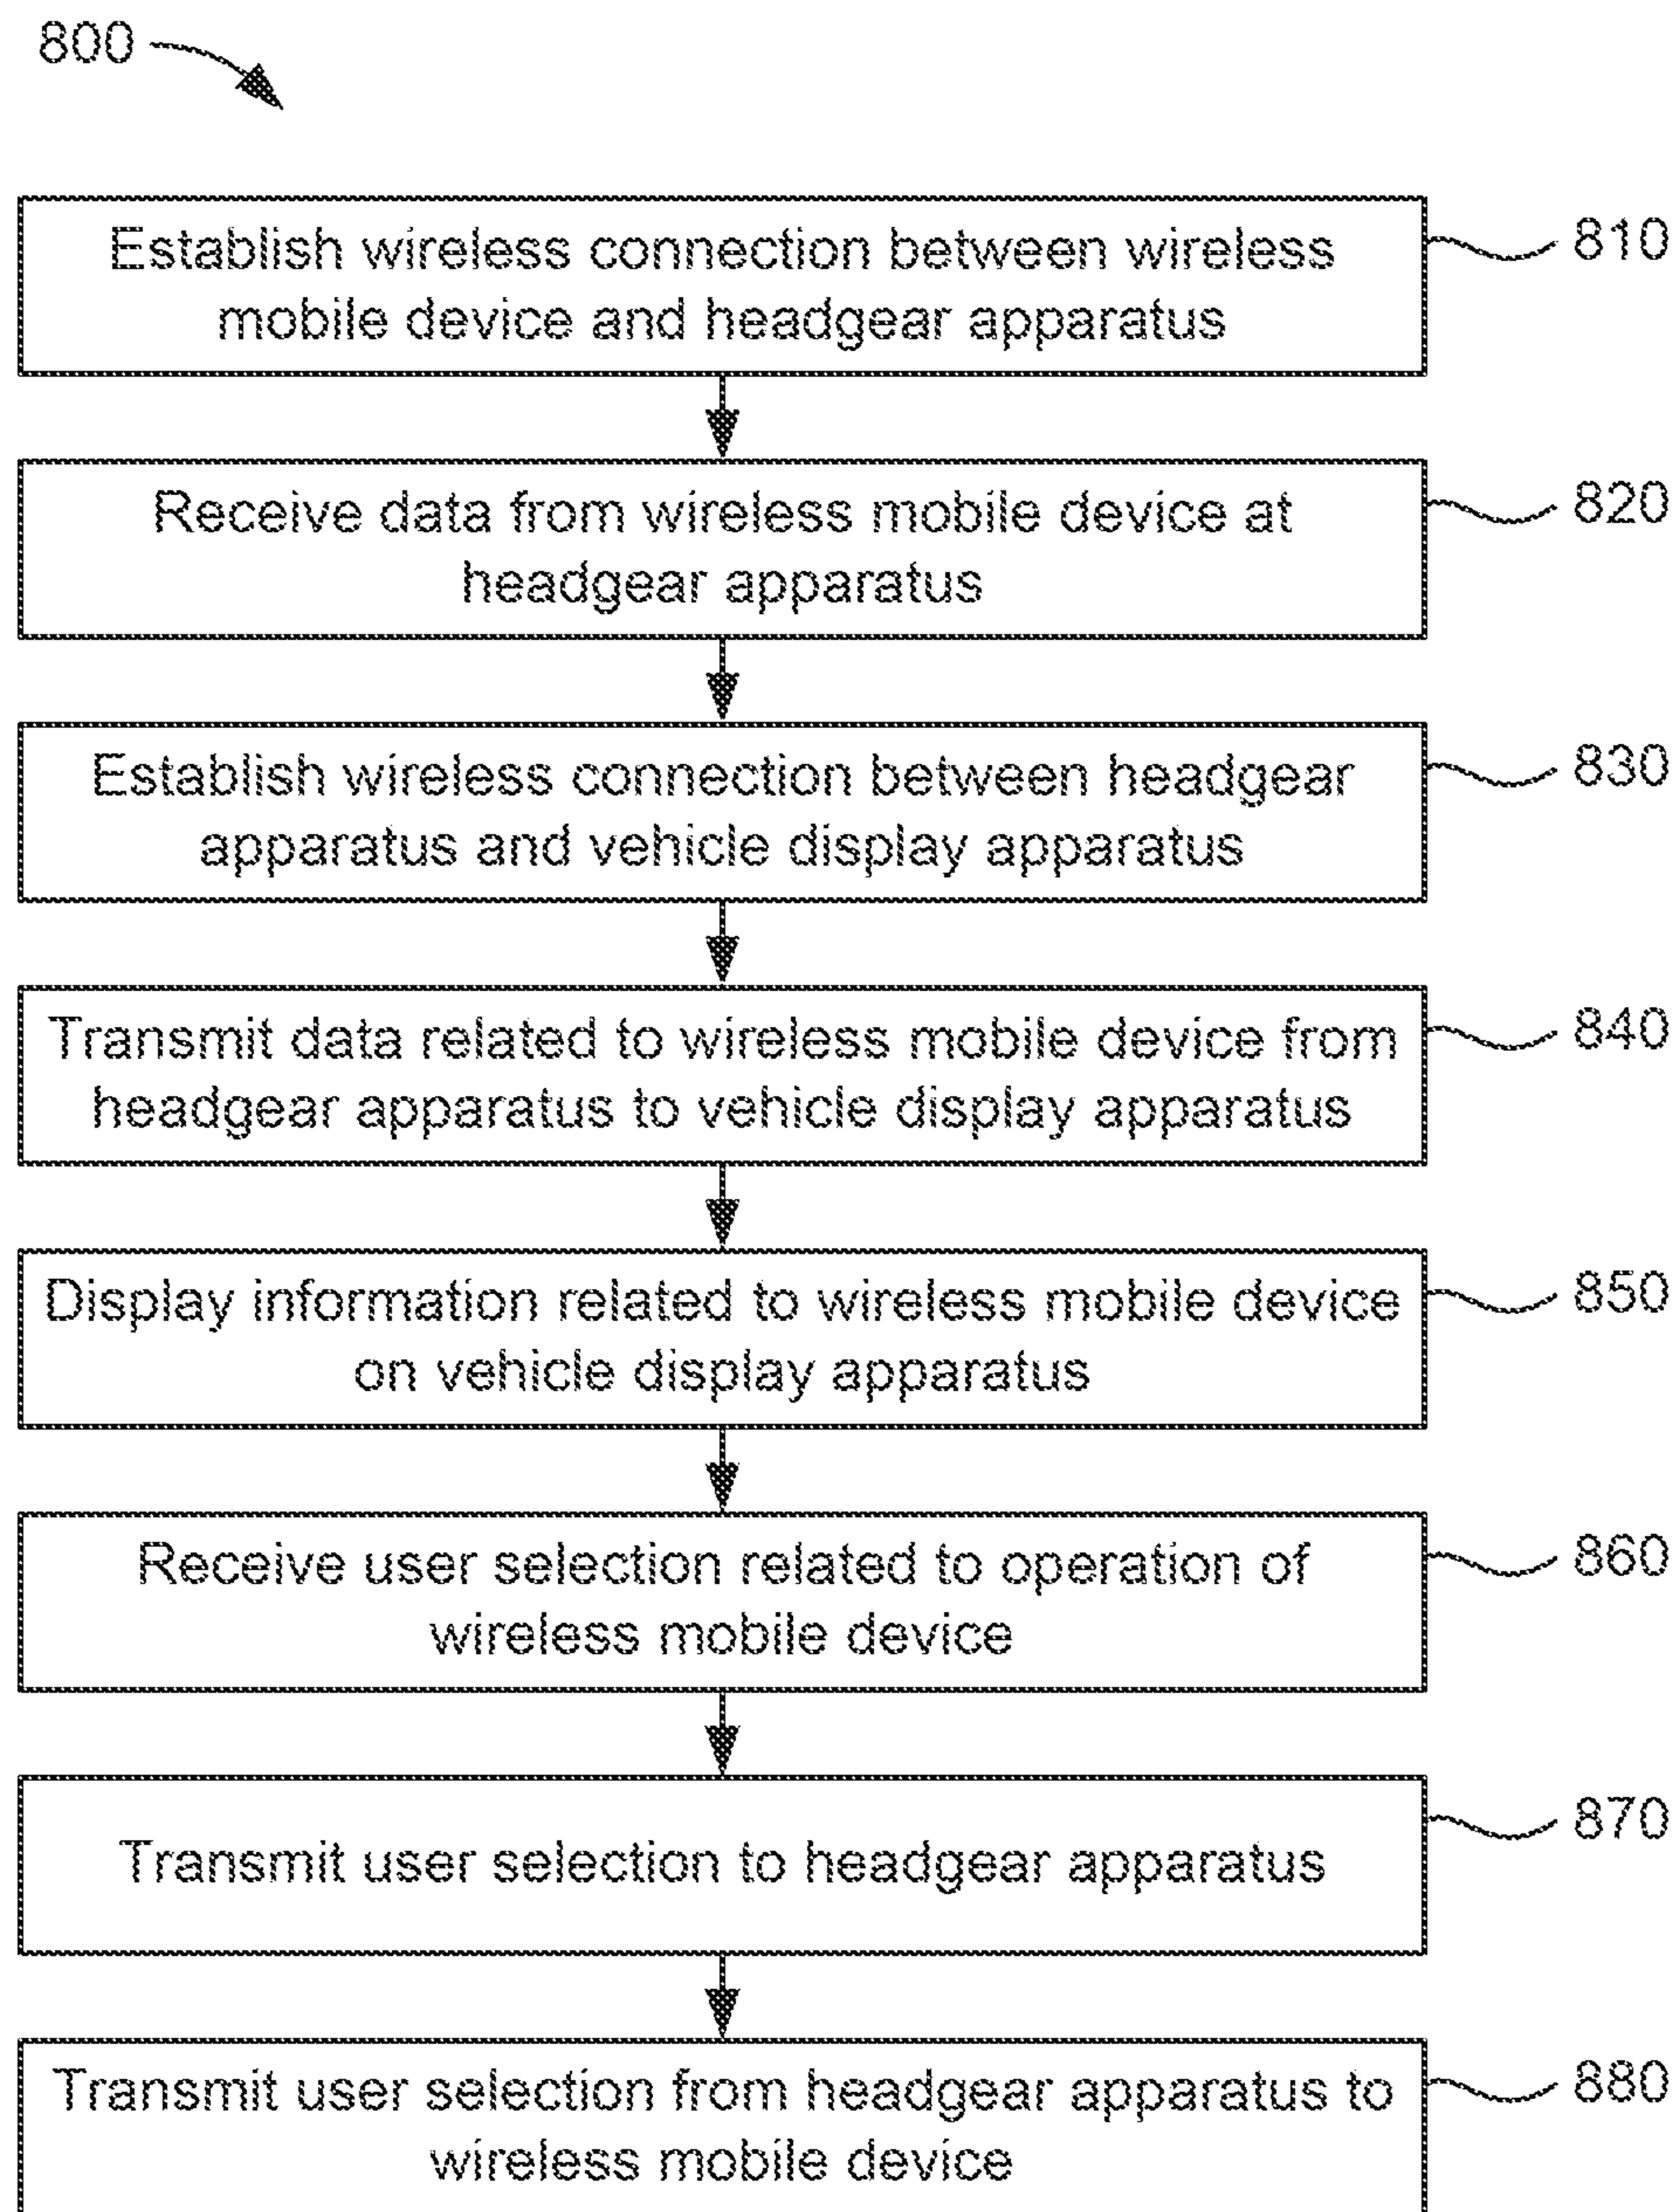 800
Establish wireless connection between wireless
mobile device and headgear apparatus
810
Receive data from wireless mobile device at
headgear apparatus
820
Establish wireless connection between headgear
apparatus and vehicle display apparatus
830
Transmit data related to wireless mobile device from
headgear apparatus to vehicle display apparatus
840
Display information related to wireless mobile device
on vehicle display apparatus
850
Receive user selection related to operation of
wireless mobile device
860
Transmit user selection to headgear apparatus
870
Transmit user selection from headgear apparatus to
wireless mobile device
880